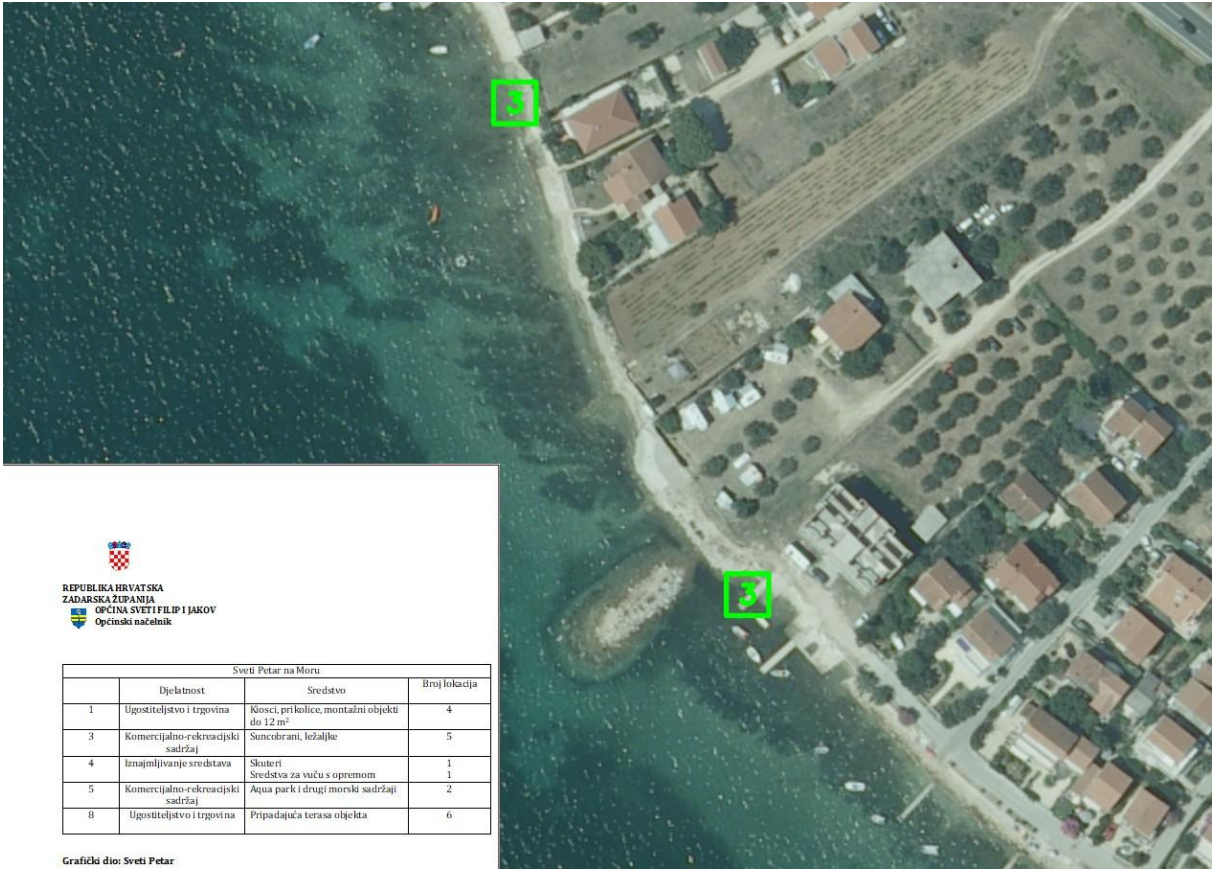 3
3
REPUBLIKA HRVATSKA
ZADARSKA ŽUPANIJA
OPĆINA SVETI FILIP I JAKOV
Općinski načelnik
Sveti Petar na Moru
Djelatnost Sredstvo Broj lokacija
1 Ugostiteljstvo i trgovina Kiosci, prikolice, montažni objekti 4
do 12 m²
3 Komercijalno-rekreacijski Suncobrani, ležaljke 5
sadržaj
4 Iznajmljivanje sredstava Skuteri 1
Sredstva za vuču s opremom 1
5 Komercijalno-rekreacijski Aqua park i drugi morski sadržaji 2
sadržaj
8 Ugostiteljstvo i trgovina Pripadajuća terasa objekta 6
Grafički dio: Sveti Petar